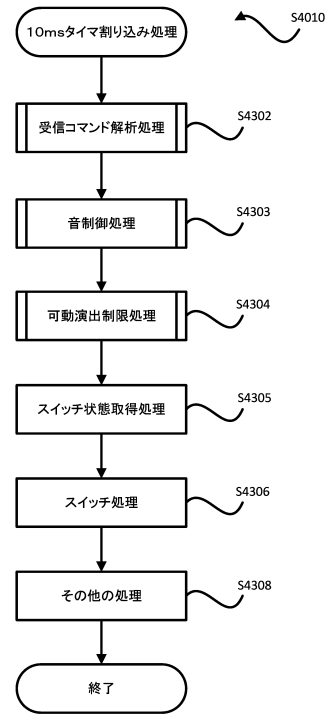 10msタイマ割り込み処理
S4010
受信コマンド解析処理
S4302
音制御処理
S4303
可動演出制限処理
S4304
スイッチ状態取得処理
S4305
スイッチ処理
S4306
その他の処理
S4308
終了